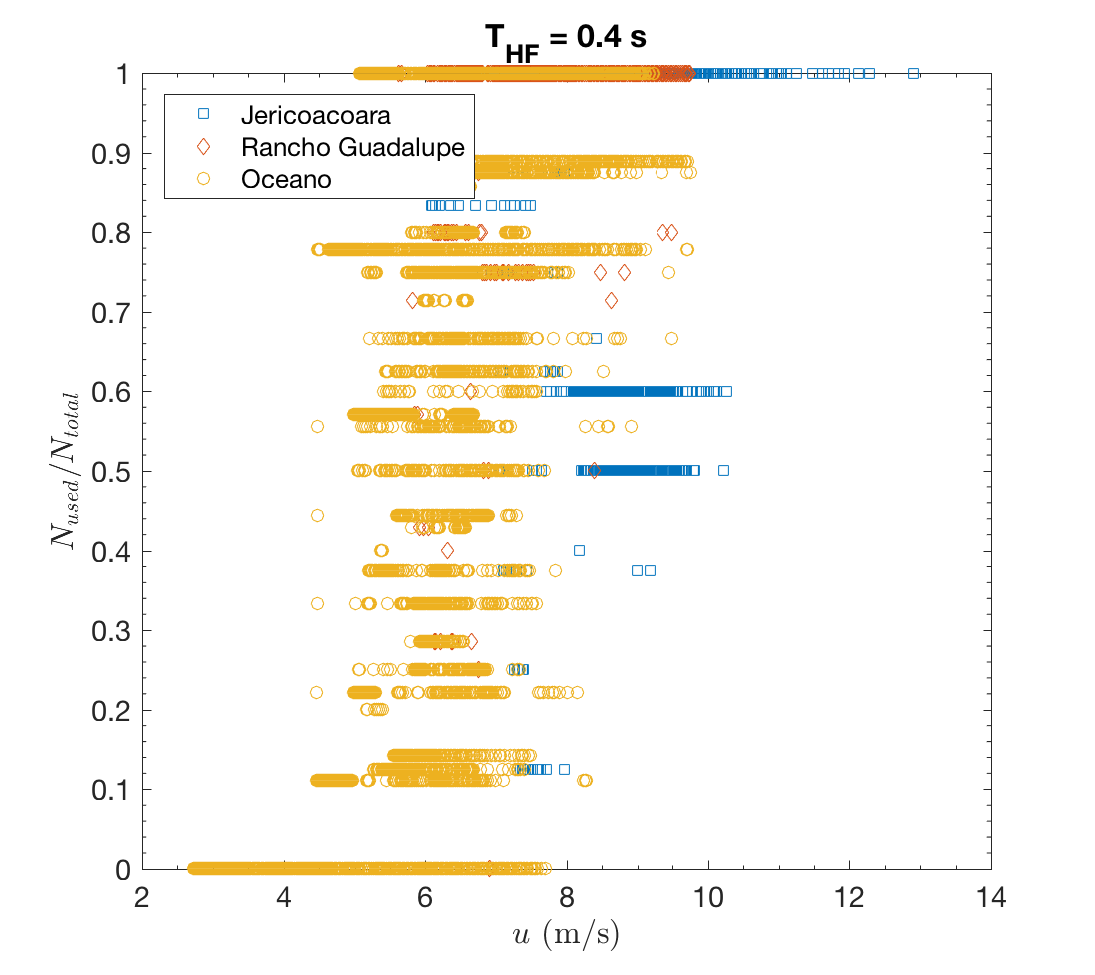 T_HF = 0.4 s
1
0.9
0.8
0.7
0.6
0.5
0.4
0.3
0.2
0.1
0
Jericoacoara
Rancho Guadalupe
Oceano
N_used/N_total
2 4 6 8 10 12 14
u (m/s)